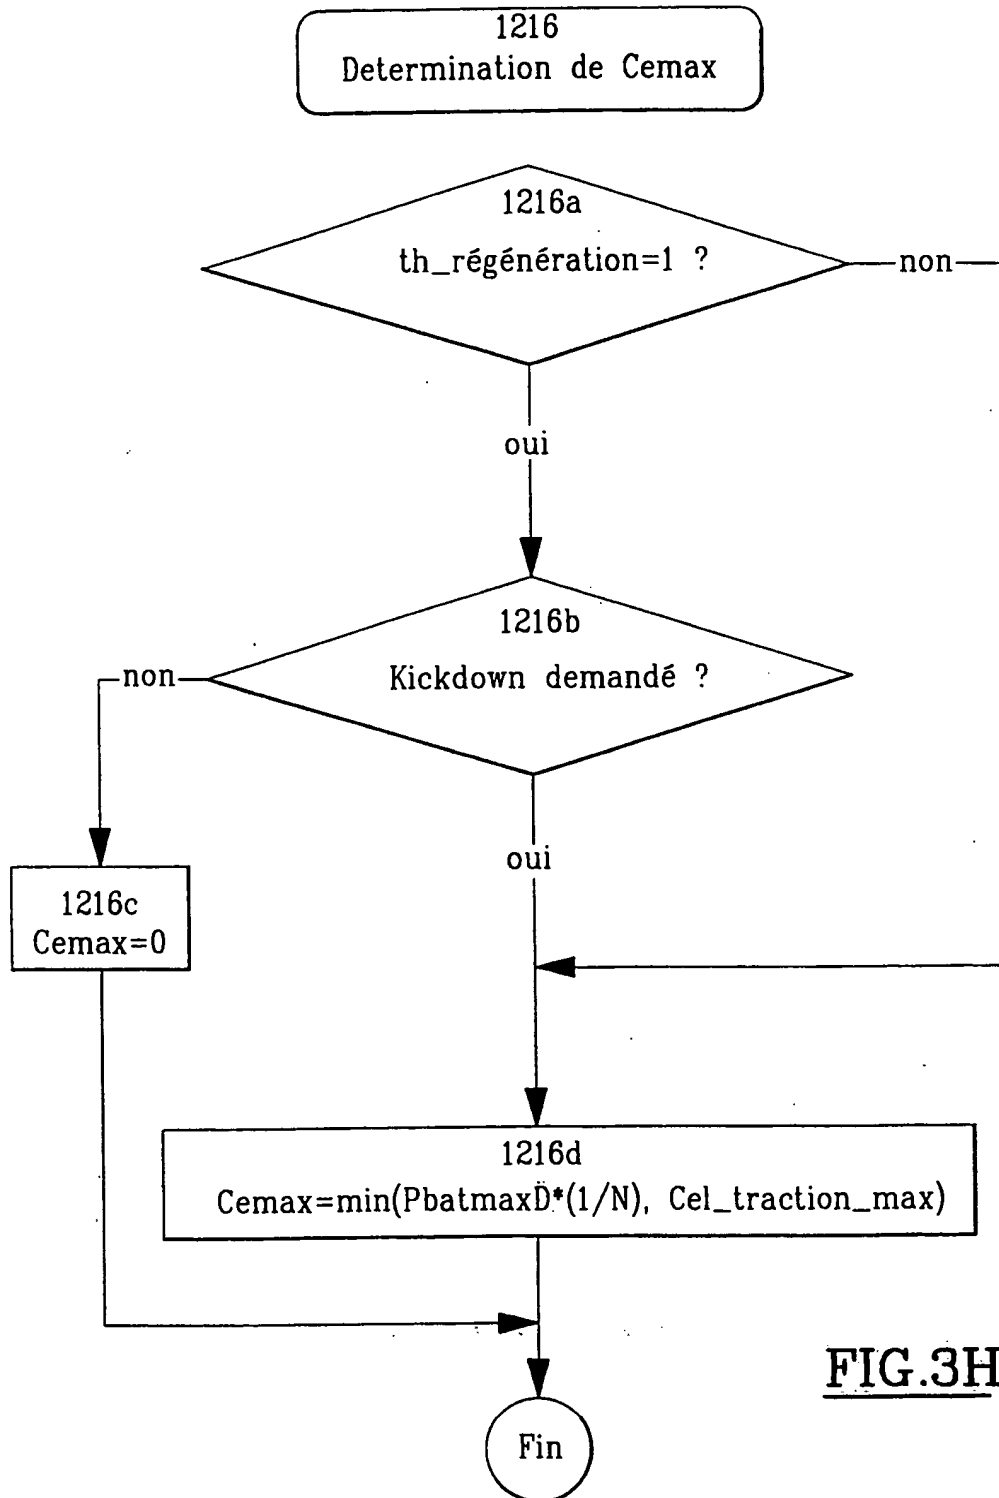 1216
Determination de Cemax
1216a
th_régénération=1 ?
non
oui
1216b
Kickdown demandé ?
non
oui
1216c
Cemax=0
1216d
Cemax=min(PbatmaxD*(1/N), Cel_traction_max)
FIG.3H
Fin